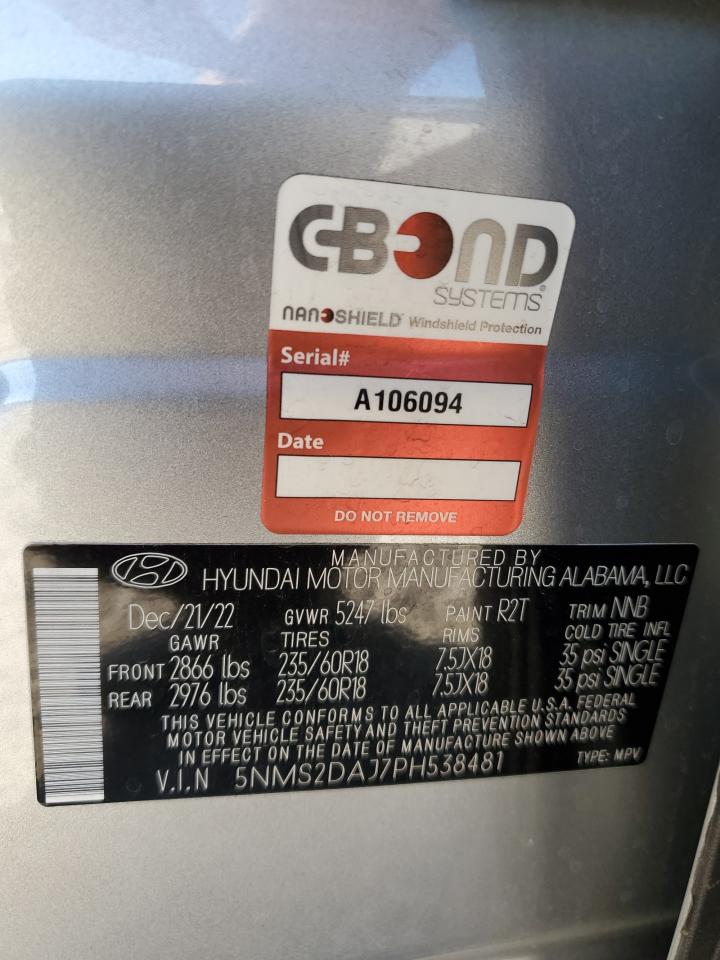 C-BOND
SYSTEMS®
NANOSHIELD™ Windshield Protection
Serial#
A106094
Date
DO NOT REMOVE
MANUFACTURED BY
HYUNDAI MOTOR MANUFACTURING ALABAMA, LLC
Dec/21/22 GVWR 5247 lbs PAINT R2T TRIM NNB
GAWR TIRES RIMS COLD TIRE INFL
FRONT 2866 lbs 235/60R18 7.5JX18 35 psi SINGLE
REAR 2976 lbs 235/60R18 7.5JX18 35 psi SINGLE
THIS VEHICLE CONFORMS TO ALL APPLICABLE U.S.A. FEDERAL
MOTOR VEHICLE SAFETY AND THEFT PREVENTION STANDARDS
IN EFFECT ON THE DATE OF MANUFACTURE SHOWN ABOVE
V.I.N 5NMS2DAJ7PH538481 TYPE: MPV